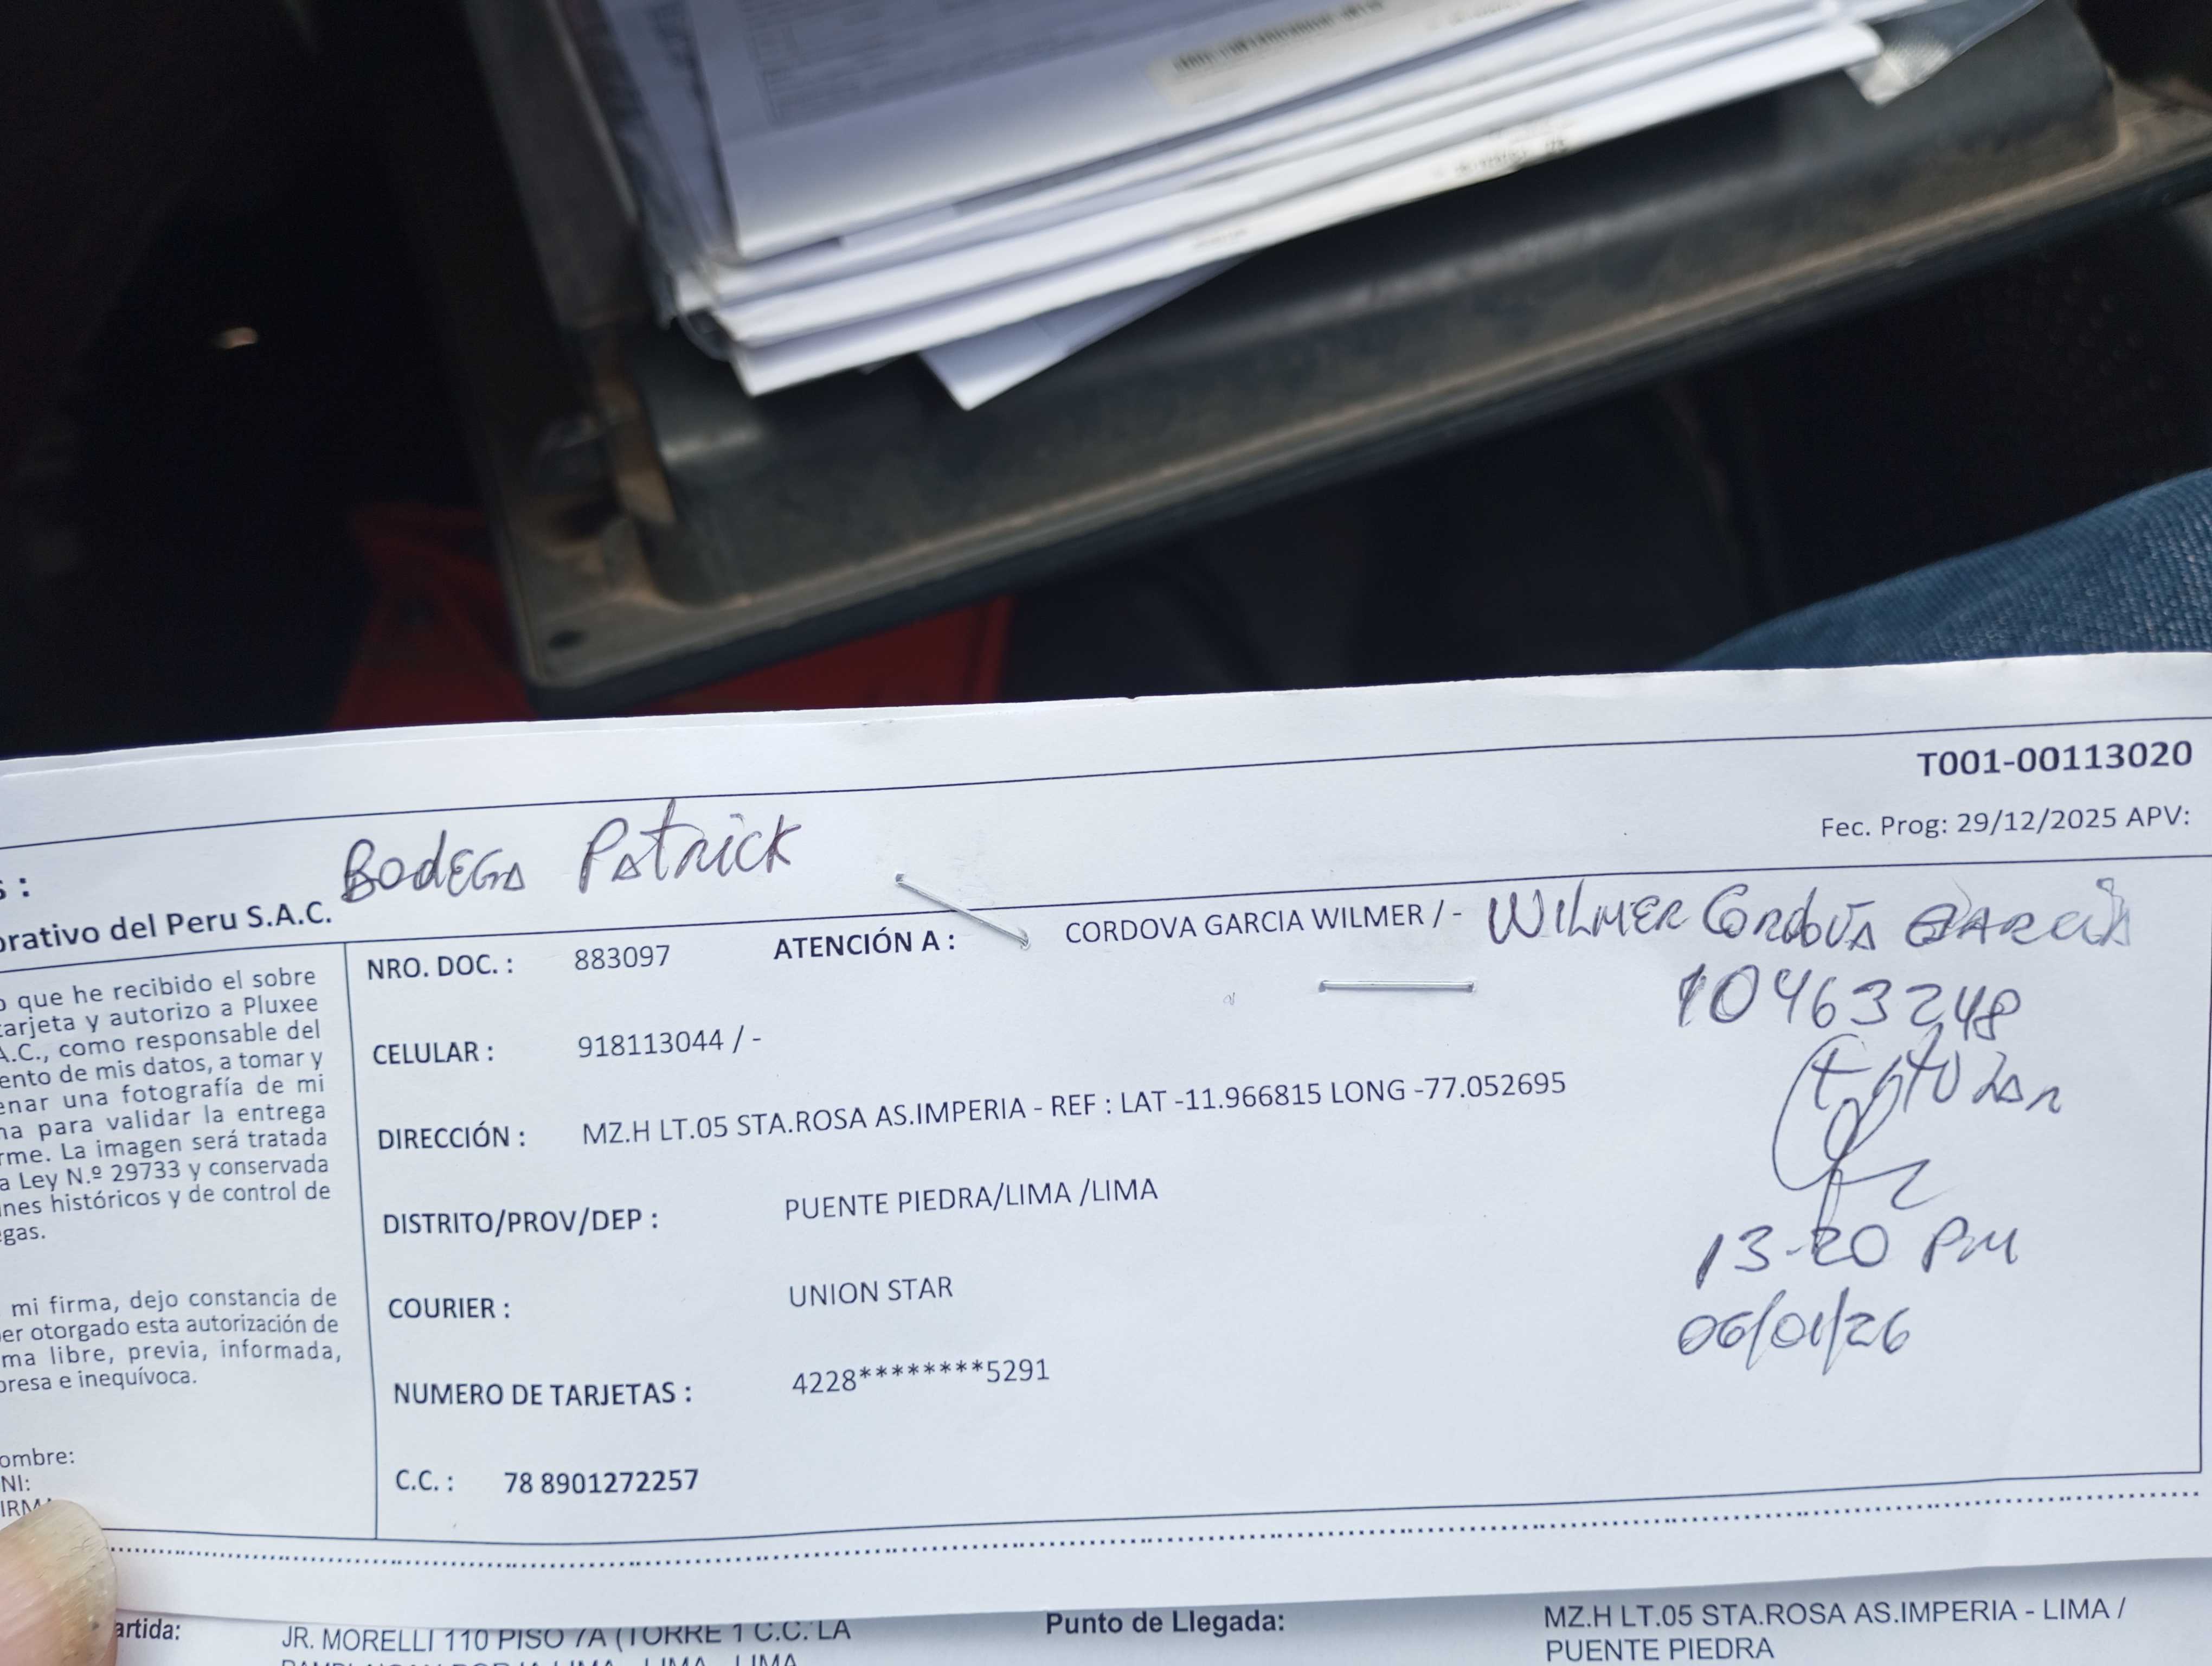 T001-00113020
Fec. Prog: 29/12/2025 APV:
Bodega Patrick
S :
orativo del Peru S.A.C.
o que he recibido el sobre
tarjeta y autorizo a Pluxee
A.C., como responsable del
ento de mis datos, a tomar y
enar una fotografía de mi
na para validar la entrega
rme. La imagen será tratada
a Ley N.º 29733 y conservada
ines históricos y de control de
egas.
mi firma, dejo constancia de
er otorgado esta autorización de
ma libre, previa, informada,
presa e inequívoca.
ombre:
NI:
IRM
NRO. DOC. : 883097 ATENCIÓN A : CORDOVA GARCIA WILMER / -
CELULAR : 918113044 / -
DIRECCIÓN : MZ.H LT.05 STA.ROSA AS.IMPERIA - REF : LAT -11.966815 LONG -77.052695
DISTRITO/PROV/DEP : PUENTE PIEDRA/LIMA /LIMA
COURIER : UNION STAR
NUMERO DE TARJETAS : 4228********5291
C.C. : 78 8901272257
WILMER CORDOVA GARCIA
10463248
Titular
13-20 PM
06/01/26
artida: JR. MORELLI 110 PISO 7A (TORRE 1 C.C. LA
Punto de Llegada: MZ.H LT.05 STA.ROSA AS.IMPERIA - LIMA /
PUENTE PIEDRA